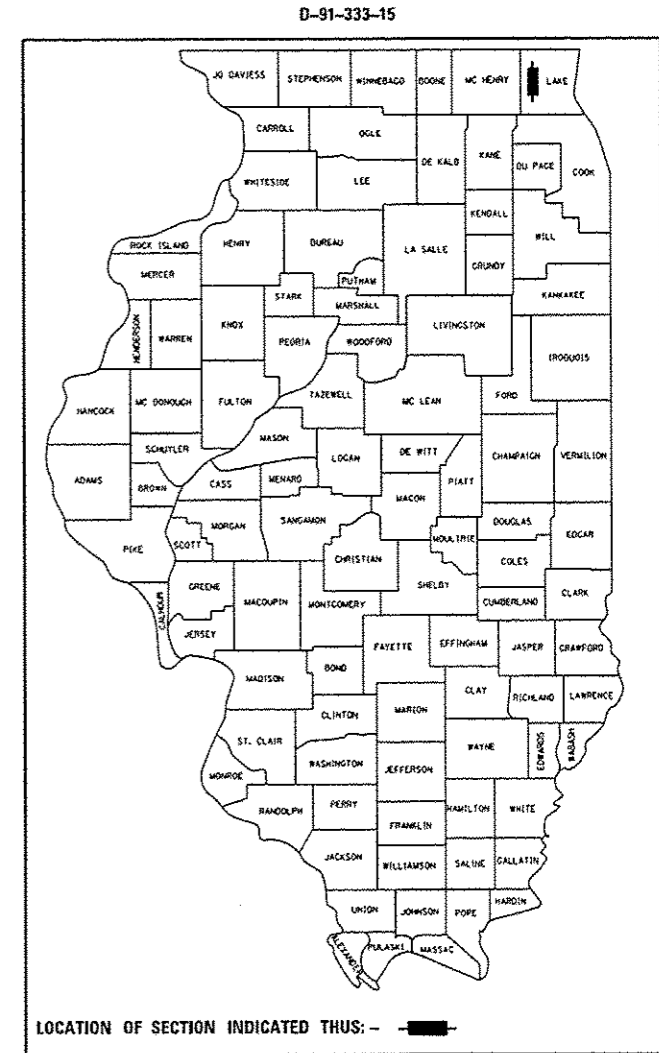 D-91-333-15
JO DAVIESS STEPHENSON WINNEBAGO BOONE MC HENRY LAKE
CARROLL OGLE
DE KALB KANE DU PAGE COOK
WHITESIDE LEE
KENDALL WILL
ROCK ISLAND HENRY BUREAU LA SALLE GRUNDY
MERCER PUTNAM KANKAKEE
STARK MARSHALL
HENDERSON WARREN KNOX PEORIA WOODFORD LIVINGSTON IROQUOIS
HANCOCK MC DONOUGH FULTON TAZEWELL MC LEAN FORD
MASON
SCHUYLER LOGAN DE WITT CHAMPAIGN VERMILION
ADAMS BROWN CASS MENARD MACON PIATT
MORGAN SANGAMON DOUGLAS EDGAR
PIKE SCOTT CHRISTIAN MOULTRIE COLES
CALHOUN GREENE MACOUPIN MONTGOMERY SHELBY CUMBERLAND CLARK
JERSEY FAYETTE EFFINGHAM JASPER CRAWFORD
MADISON BOND
CLAY RICHLAND LAWRENCE
CLINTON MARION
ST. CLAIR WAYNE EDWARDS WABASH
WASHINGTON JEFFERSON
MONROE
RANDOLPH PERRY HAMILTON WHITE
FRANKLIN
JACKSON WILLIAMSON SALINE GALLATIN
UNION JOHNSON POPE HARDIN
ALEXANDER PULASKI MASSAC
LOCATION OF SECTION INDICATED THUS: -